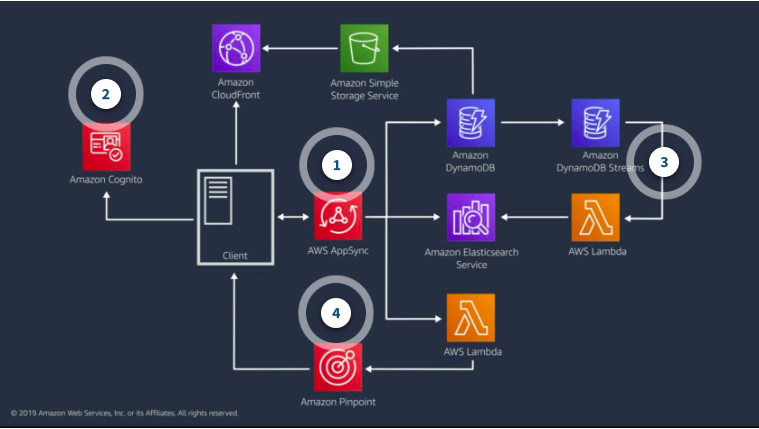 Amazon
CloudFront
Amazon Simple
Storage Service
2
Amazon Cognito
1
Amazon
DynamoDB
Amazon
DynamoDB Streams
3
Client
AWS AppSync
Amazon Elasticsearch
Service
AWS Lambda
4
AWS Lambda
Amazon Pinpoint
© 2019 Amazon Web Services, Inc. or its Affiliates. All rights reserved.